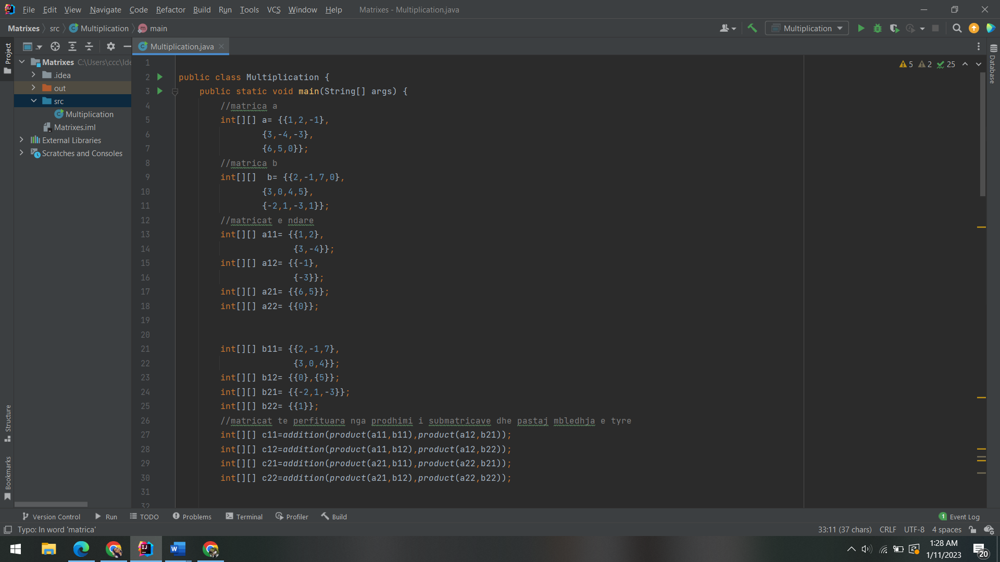 File Edit View Navigate Code Refactor Build Run Tools VCS Window Help Matrixes - Multiplication.java
Matrixes src Multiplication main Multiplication
Project
Multiplication.java
Matrixes C:\Users\ccc\Ide
.idea
out
src
Multiplication
Matrixes.iml
External Libraries
Scratches and Consoles
Structure
Bookmarks
5 2 25
Database
1
2 public class Multiplication {
3 public static void main(String[] args) {
4 //matrica a
5 int[][] a= {{1,2,-1},
6 {3,-4,-3},
7 {6,5,0}};
8 //matrica b
9 int[][]  b= {{2,-1,7,0},
10 {3,0,4,5},
11 {-2,1,-3,1}};
12 //matricat e ndare
13 int[][] a11= {{1,2},
14 {3,-4}};
15 int[][] a12= {{-1},
16 {-3}};
17 int[][] a21= {{6,5}};
18 int[][] a22= {{0}};
19
20
21 int[][] b11= {{2,-1,7},
22 {3,0,4}};
23 int[][] b12= {{0},{5}};
24 int[][] b21= {{-2,1,-3}};
25 int[][] b22= {{1}};
26 //matricat te perfituara nga prodhimi i submatricave dhe pastaj mbledhja e tyre
27 int[][] c11=addition(product(a11,b11),product(a12,b21));
28 int[][] c12=addition(product(a11,b12),product(a12,b22));
29 int[][] c21=addition(product(a21,b11),product(a22,b21));
30 int[][] c22=addition(product(a21,b12),product(a22,b22));
31
32
Version Control Run TODO Problems Terminal Profiler Build 1 Event Log
Typo: In word 'matrica' 33:11 (37 chars) CRLF UTF-8 4 spaces
1:28 AM
1/11/2023
20